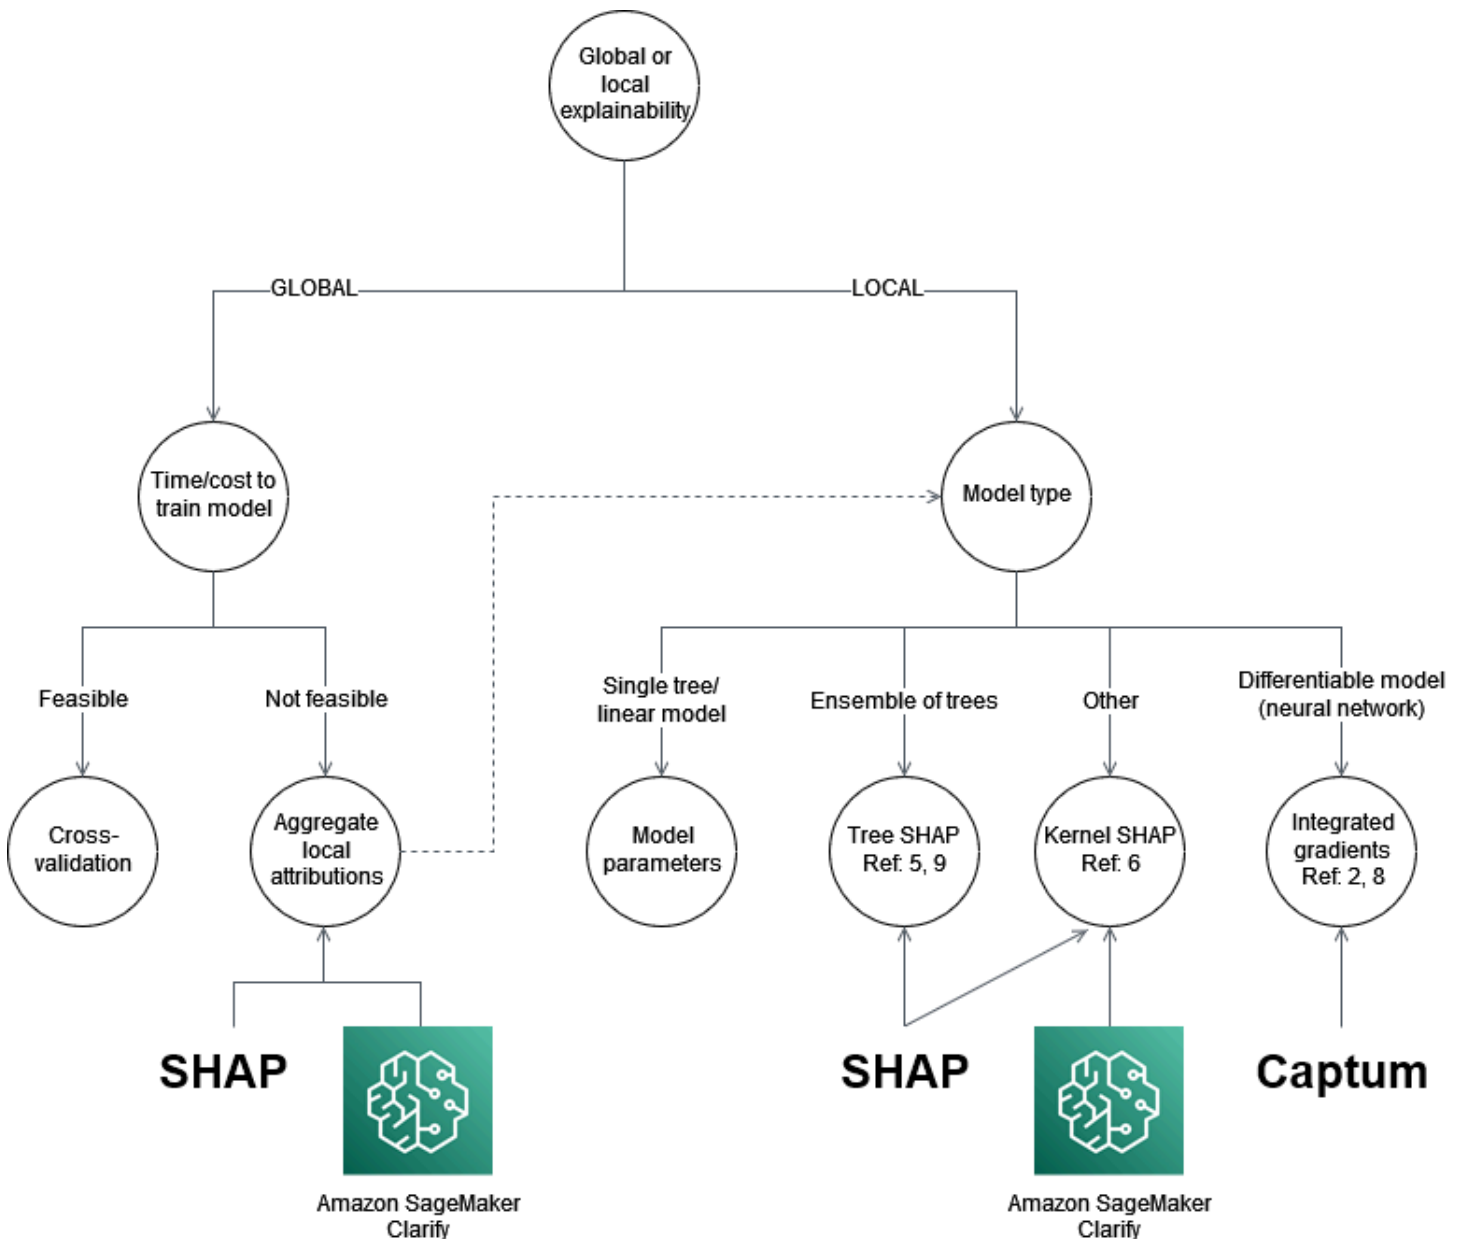 Global or
local
explainability
GLOBAL
LOCAL
Time/cost to
train model
Model type
Feasible
Not feasible
Single tree/
linear model
Ensemble of trees
Other
Differentiable model
(neural network)
Cross-
validation
Aggregate
local
attributions
Model
parameters
Tree SHAP
Ref: 5, 9
Kernel SHAP
Ref: 6
Integrated
gradients
Ref: 2, 8
SHAP
Amazon SageMaker
Clarify
SHAP
Amazon SageMaker
Clarify
Captum